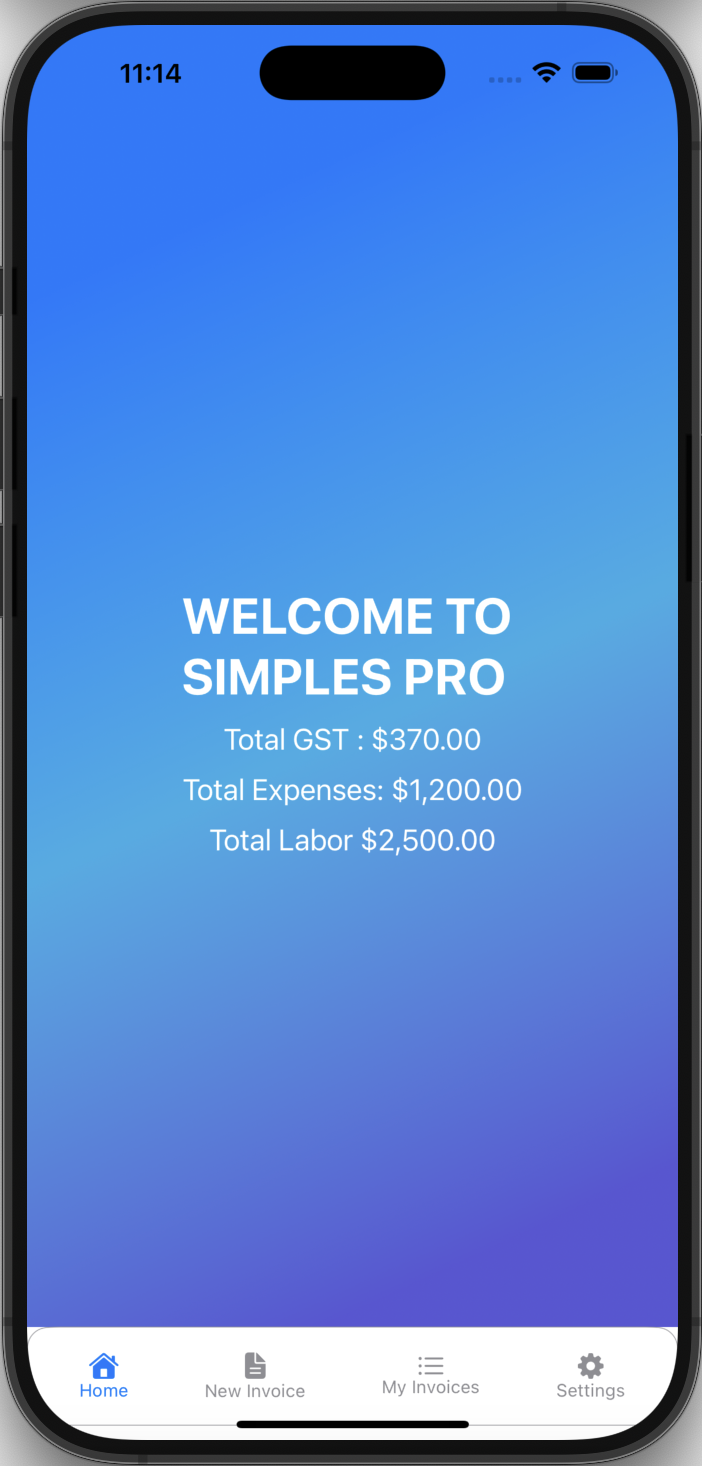 11:14
WELCOME TO
SIMPLES PRO
Total GST : $370.00
Total Expenses: $1,200.00
Total Labor $2,500.00
Home
New Invoice
My Invoices
Settings